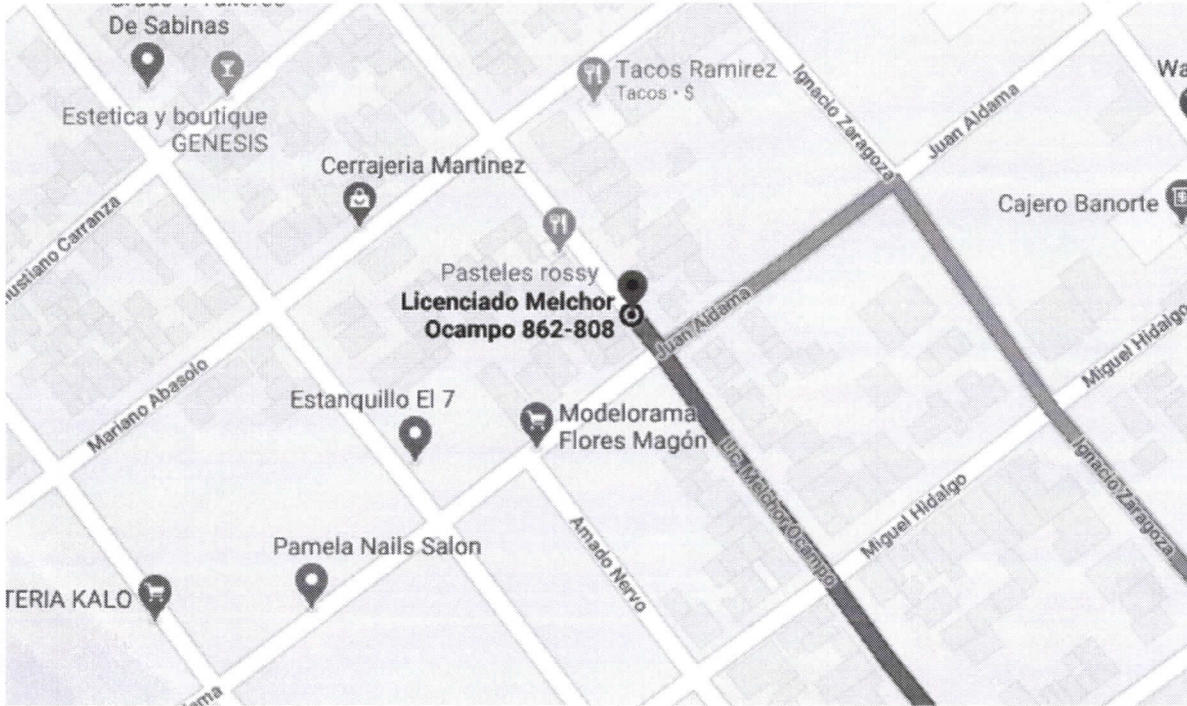 De Sabinas
Estetica y boutique
GENESIS
Tacos Ramirez
Tacos • $
Cerrajeria Martinez
Ignacio Zaragoza
Juan Aldama
Wa
Cajero Banorte
Carranza
Pasteles rossy
Licenciado Melchor
Ocampo 862-808
Juan Aldama
Miguel Hidalgo
Mariano Abasolo
Estanquillo El 7
Modelorama
Flores Magón
Lic. Melchor Ocampo
Ignacio Zaragoza
Miguel Hidalgo
Pamela Nails Salon
Amado Nervo
TERIA KALO
dama